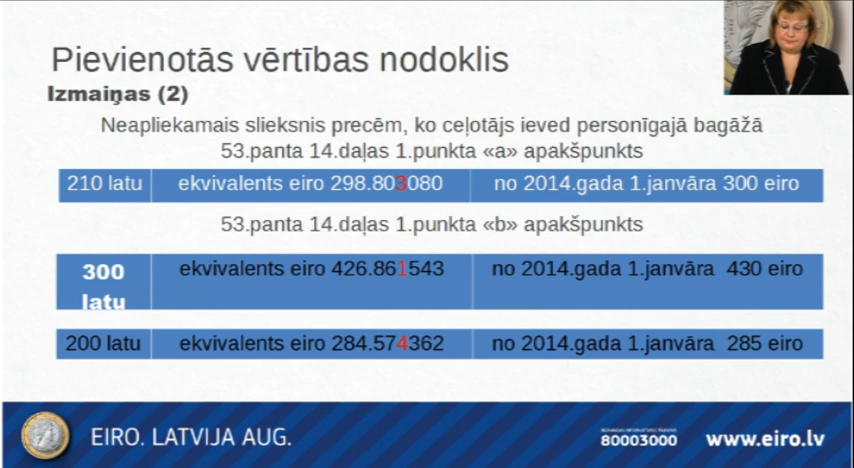 Pievienotās vērtības nodoklis
Izmaiņas (2)
Neapliekamais slieksnis precēm, ko ceļotājs ieved personīgajā bagāžā
53.panta 14.daļas 1.punkta «a» apakšpunkts
210 latu ekvivalents eiro 298.803080 no 2014.gada 1.janvāra 300 eiro
53.panta 14.daļas 1.punkta «b» apakšpunkts
300 latu ekvivalents eiro 426.861543 no 2014.gada 1.janvāra 430 eiro
200 latu ekvivalents eiro 284.574362 no 2014.gada 1.janvāra 285 eiro
EIRO. LATVIJA AUG.
80003000
www.eiro.lv